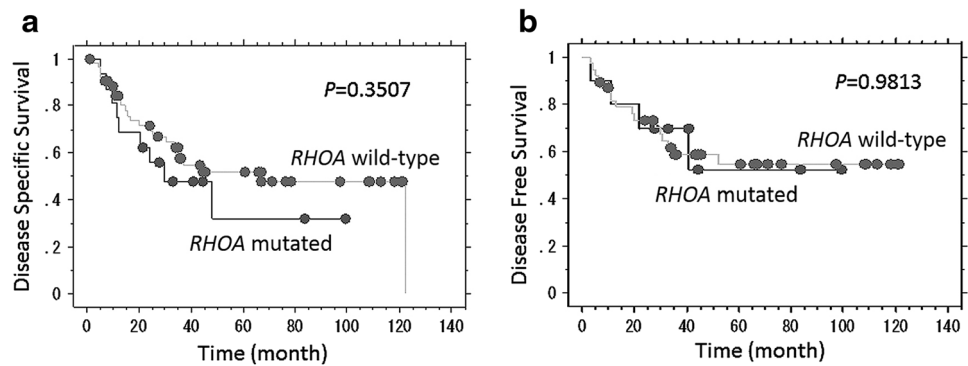 a
Disease Specific Survival
1
.8
.6
.4
.2
0
P=0.3507
RHOA wild-type
RHOA mutated
0 20 40 60 80 100 120 140
Time (month)
b
Disease Free Survival
1
.8
.6
.4
.2
0
P=0.9813
RHOA wild-type
RHOA mutated
0 20 40 60 80 100 120 140
Time (month)